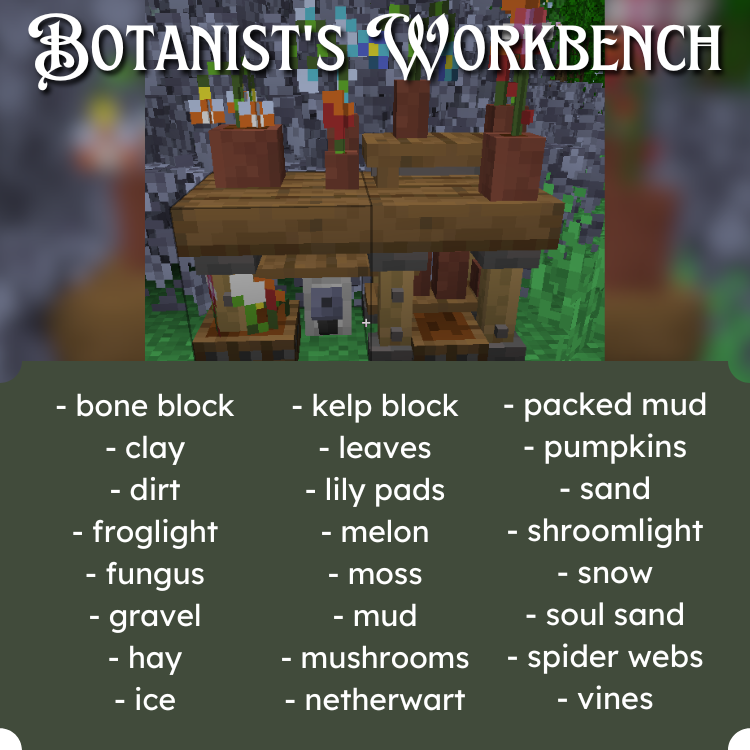 Botanist's Workbench
- bone block
- clay
- dirt
- froglight
- fungus
- gravel
- hay
- ice
- kelp block
- leaves
- lily pads
- melon
- moss
- mud
- mushrooms
- netherwart
- packed mud
- pumpkins
- sand
- shroomlight
- snow
- soul sand
- spider webs
- vines